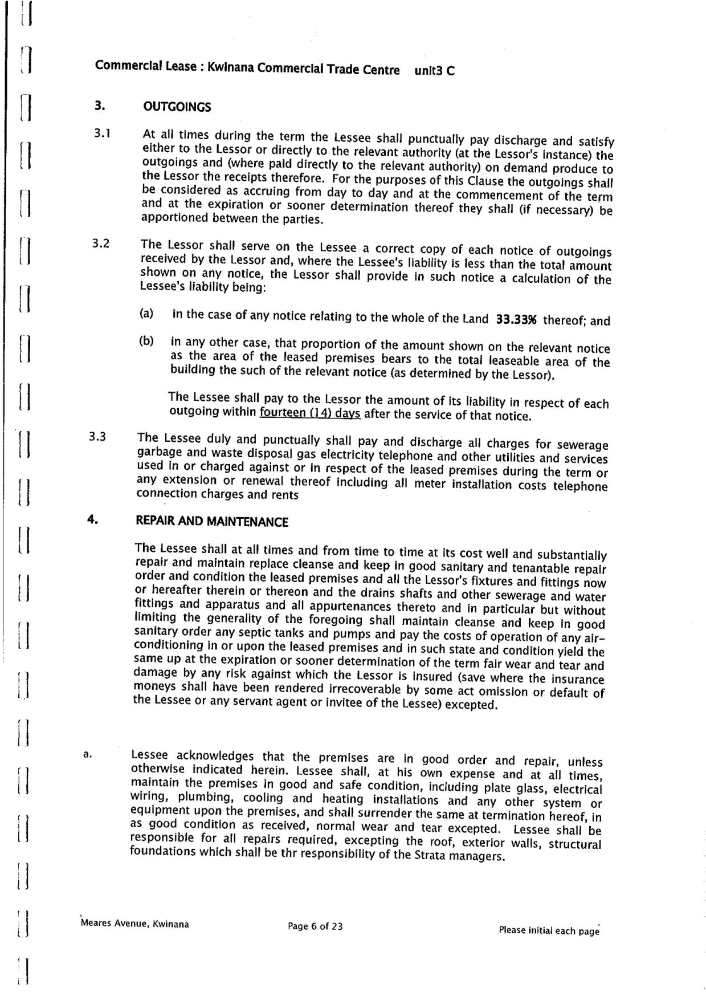 Commercial Lease : Kwinana Commercial Trade Centre unit3 C
3. OUTGOINGS
3.1 At all times during the term the Lessee shall punctually pay discharge and satisfy
either to the Lessor or directly to the relevant authority (at the Lessor's instance) the
outgoings and (where paid directly to the relevant authority) on demand produce to
the Lessor the receipts therefore. For the purposes of this Clause the outgoings shall
be considered as accruing from day to day and at the commencement of the term
and at the expiration or sooner determination thereof they shall (if necessary) be
apportioned between the parties.
3.2 The Lessor shall serve on the Lessee a correct copy of each notice of outgoings
received by the Lessor and, where the Lessee's liability is less than the total amount
shown on any notice, the Lessor shall provide in such notice a calculation of the
Lessee's liability being:
(a) in the case of any notice relating to the whole of the Land 33.33% thereof; and
(b) in any other case, that proportion of the amount shown on the relevant notice
as the area of the leased premises bears to the total leaseable area of the
building the such of the relevant notice (as determined by the Lessor).
The Lessee shall pay to the Lessor the amount of its liability in respect of each
outgoing within fourteen (14) days after the service of that notice.
3.3 The Lessee duly and punctually shall pay and discharge all charges for sewerage
garbage and waste disposal gas electricity telephone and other utilities and services
used in or charged against or in respect of the leased premises during the term or
any extension or renewal thereof including all meter installation costs telephone
connection charges and rents
4. REPAIR AND MAINTENANCE
The Lessee shall at all times and from time to time at its cost well and substantially
repair and maintain replace cleanse and keep in good sanitary and tenantable repair
order and condition the leased premises and all the Lessor's fixtures and fittings now
or hereafter therein or thereon and the drains shafts and other sewerage and water
fittings and apparatus and all appurtenances thereto and in particular but without
limiting the generality of the foregoing shall maintain cleanse and keep in good
sanitary order any septic tanks and pumps and pay the costs of operation of any air-
conditioning in or upon the leased premises and in such state and condition yield the
same up at the expiration or sooner determination of the term fair wear and tear and
damage by any risk against which the Lessor is insured (save where the insurance
moneys shall have been rendered irrecoverable by some act omission or default of
the Lessee or any servant agent or invitee of the Lessee) excepted.
a. Lessee acknowledges that the premises are in good order and repair, unless
otherwise indicated herein. Lessee shall, at his own expense and at all times,
maintain the premises in good and safe condition, including plate glass, electrical
wiring, plumbing, cooling and heating installations and any other system or
equipment upon the premises, and shall surrender the same at termination hereof, in
as good condition as received, normal wear and tear excepted. Lessee shall be
responsible for all repairs required, excepting the roof, exterior walls, structural
foundations which shall be thr responsibility of the Strata managers.
Meares Avenue, Kwinana Page 6 of 23 Please initial each page